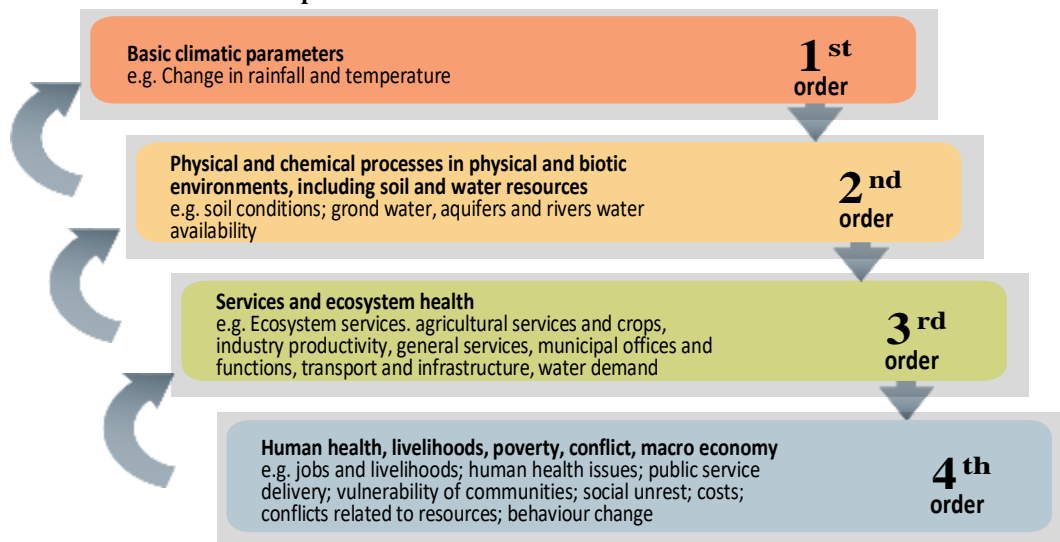 Basic climatic parameters
e.g. Change in rainfall and temperature
1st
order
Physical and chemical processes in physical and biotic
environments, including soil and water resources
e.g. soil conditions; grond water, aquifers and rivers water
availability
2nd
order
Services and ecosystem health
e.g. Ecosystem services. agricultural services and crops,
industry productivity, general services, municipal offices and
functions, transport and infrastructure, water demand
3rd
order
Human health, livelihoods, poverty, conflict, macro economy
e.g. jobs and livelihoods; human health issues; public service
delivery; vulnerability of communities; social unrest; costs;
conflicts related to resources; behaviour change
4th
order